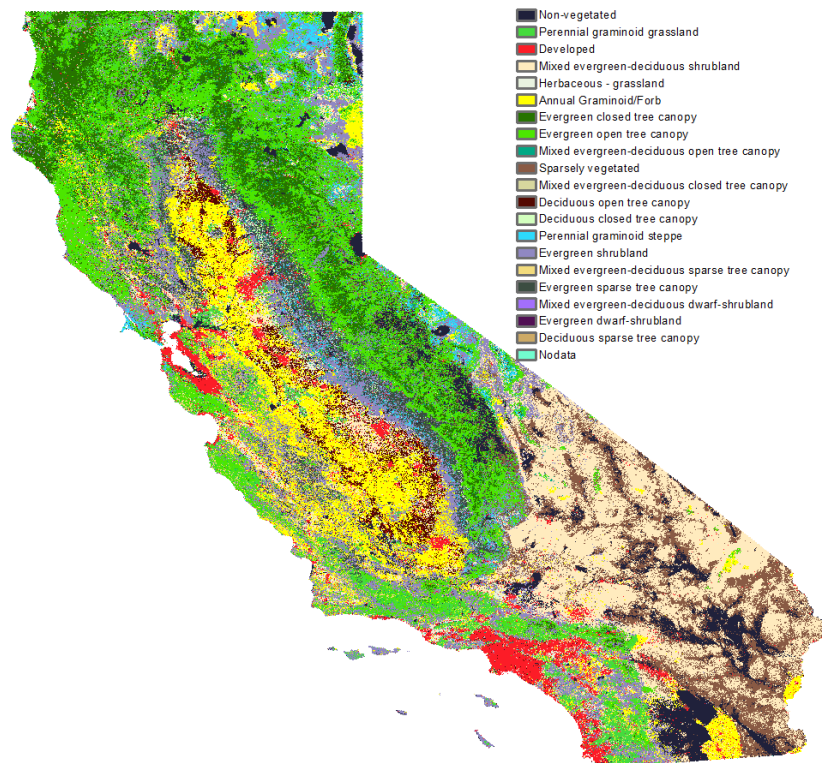 Non-vegetated
Perennial graminoid grassland
Developed
Mixed evergreen-deciduous shrubland
Herbaceous - grassland
Annual Graminoid/Forb
Evergreen closed tree canopy
Evergreen open tree canopy
Mixed evergreen-deciduous open tree canopy
Sparsely vegetated
Mixed evergreen-deciduous closed tree canopy
Deciduous open tree canopy
Deciduous closed tree canopy
Perennial graminoid steppe
Evergreen shrubland
Mixed evergreen-deciduous sparse tree canopy
Evergreen sparse tree canopy
Mixed evergreen-deciduous dwarf-shrubland
Evergreen dwarf-shrubland
Deciduous sparse tree canopy
Nodata